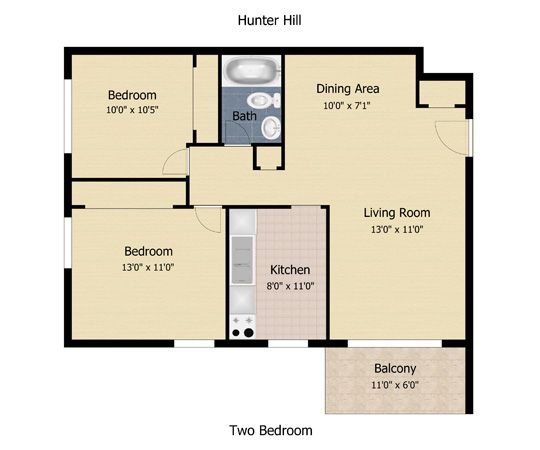 Hunter Hill
Bedroom
10'0" x 10'5"
Bath
Dining Area
10'0" x 7'1"
Living Room
13'0" x 11'0"
Bedroom
13'0" x 11'0"
Kitchen
8'0" x 11'0"
Balcony
11'0" x 6'0"
Two Bedroom